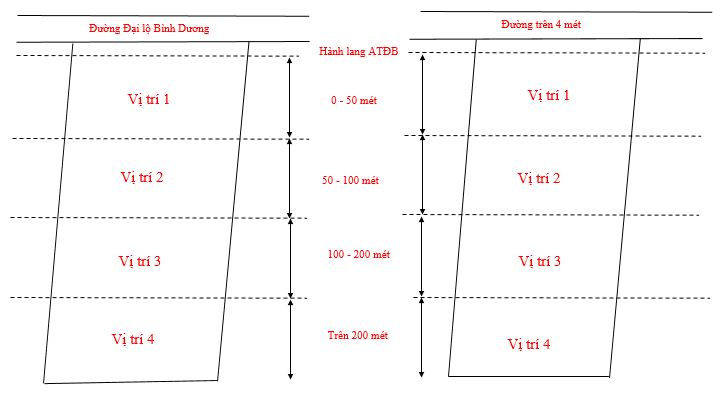 Đường Đại lộ Bình Dương
Đường trên 4 mét
Hành lang ATĐB
Vị trí 1
0 - 50 mét
Vị trí 1
Vị trí 2
50 - 100 mét
Vị trí 2
Vị trí 3
100 - 200 mét
Vị trí 3
Vị trí 4
Trên 200 mét
Vị trí 4